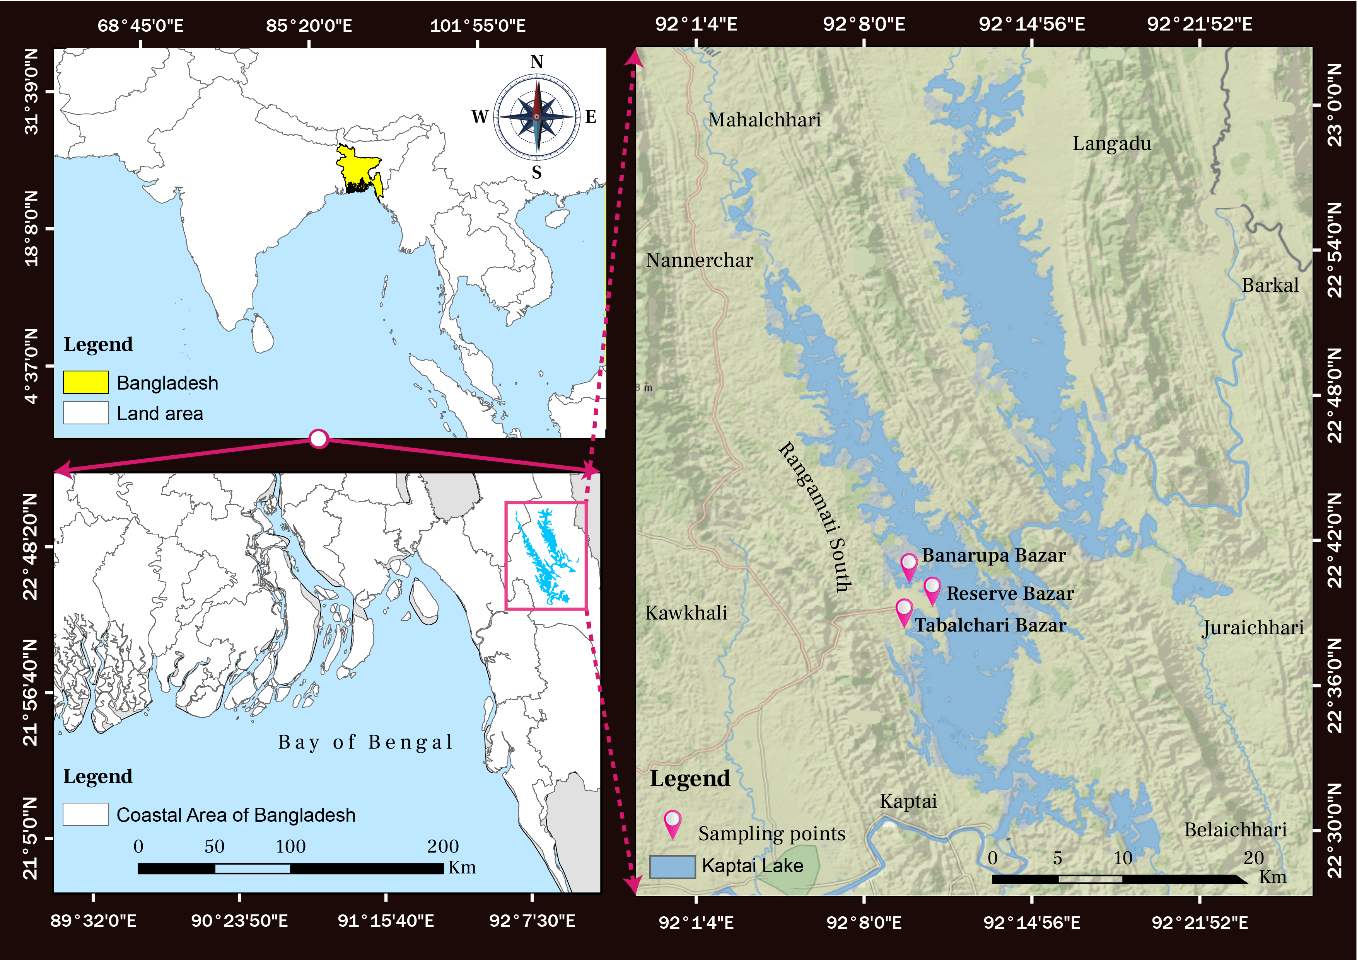 68°45'0"E
85°20'0"E
101°55'0"E
31°39'0"N
18°8'0"N
4°37'0"N
N
W
E
S
Legend
Bangladesh
Land area
22°48'20"N
21°56'40"N
21°5'0"N
Bay of Bengal
Legend
Coastal Area of Bangladesh
0 50 100 200
Km
89°32'0"E
90°23'50"E
91°15'40"E
92°7'30"E
92°1'4"E
92°8'0"E
92°14'56"E
92°21'52"E
Mahalchhari
Langadu
Nannerchar
Barkal
Rangamati South
Banarupa Bazar
Reserve Bazar
Tabalchari Bazar
Kawkhali
Juraichhari
Legend
Sampling points
Kaptai Lake
Kaptai
Belaichhari
0 5 10 20
Km
23°0'0"N
22°54'0"N
22°48'0"N
22°42'0"N
22°36'0"N
22°30'0"N
92°1'4"E
92°8'0"E
92°14'56"E
92°21'52"E